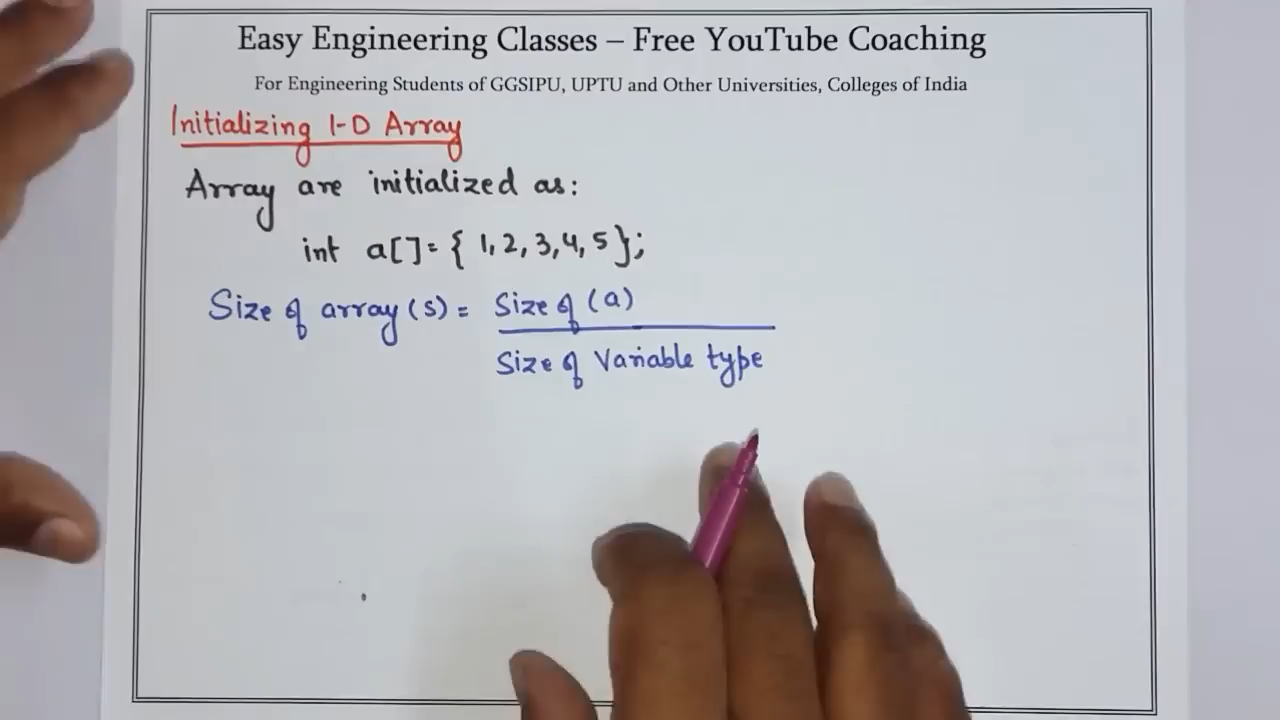 Easy Engineering Classes – Free YouTube Coaching
For Engineering Students of GGSIPU, UPTU and Other Universities, Colleges of India
Initializing 1-D Array
Array are initialized as:
int a[]= { 1, 2, 3, 4, 5 };
Size of array (s) = Size of (a)
Size of Variable type